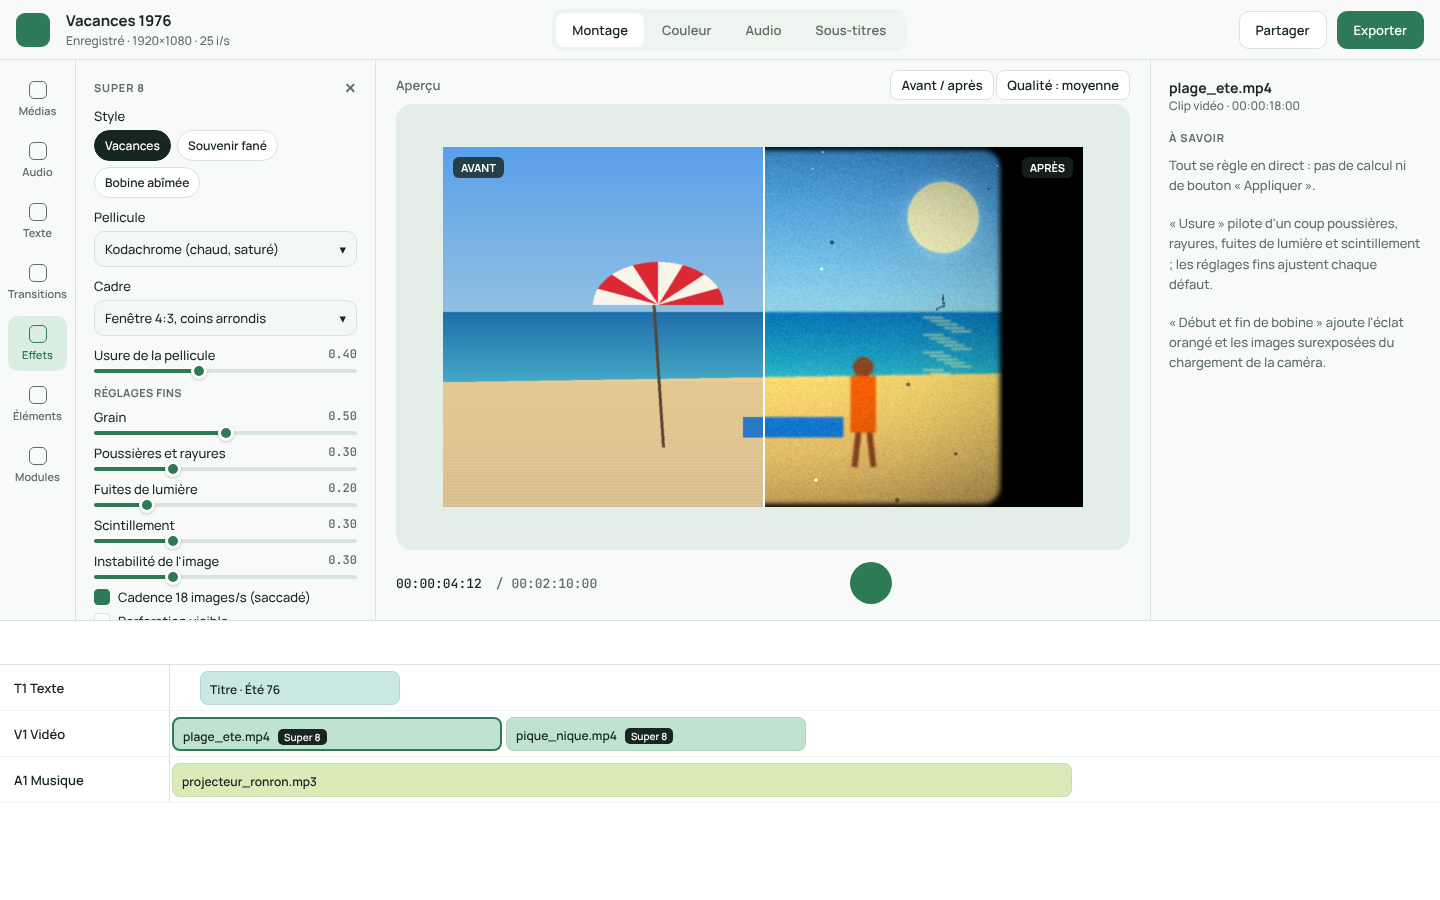 Vacances 1976
Enregistré · 1920×1080 · 25 i/s
Montage
Couleur
Audio
Sous-titres
Partager
Exporter
Médias
Audio
Texte
Transitions
Effets
Éléments
Modules
SUPER 8
✕
Style
Vacances
Souvenir fané
Bobine abîmée
Pellicule
Kodachrome (chaud, saturé)
Cadre
Fenêtre 4:3, coins arrondis
Usure de la pellicule 0.40
RÉGLAGES FINS
Grain 0.50
Poussières et rayures 0.30
Fuites de lumière 0.20
Scintillement 0.30
Instabilité de l'image 0.30
Cadence 18 images/s (saccadé)
Aperçu
Avant / après
Qualité : moyenne
AVANT
APRÈS
00:00:04:12 / 00:02:10:00
plage_ete.mp4
Clip vidéo · 00:00:18:00
À SAVOIR
Tout se règle en direct : pas de calcul ni
de bouton « Appliquer ».
« Usure » pilote d'un coup poussières,
rayures, fuites de lumière et scintillement
; les réglages fins ajustent chaque
défaut.
« Début et fin de bobine » ajoute l'éclat
orangé et les images surexposées du
chargement de la caméra.
T1 Texte
Titre · Été 76
V1 Vidéo
plage_ete.mp4 Super 8
pique_nique.mp4 Super 8
A1 Musique
projecteur_ronron.mp3